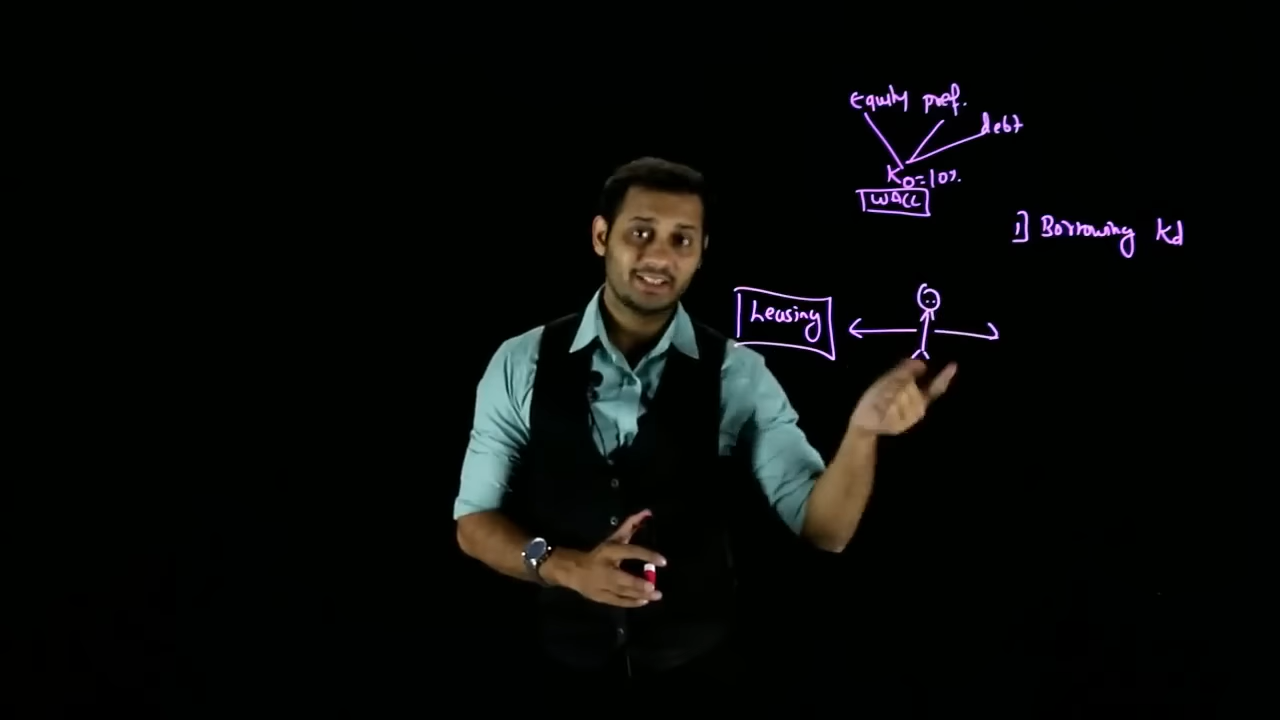 Equity pref.
debt
Ko=10%.
WACC
1] Borrowing Kd
Leasing